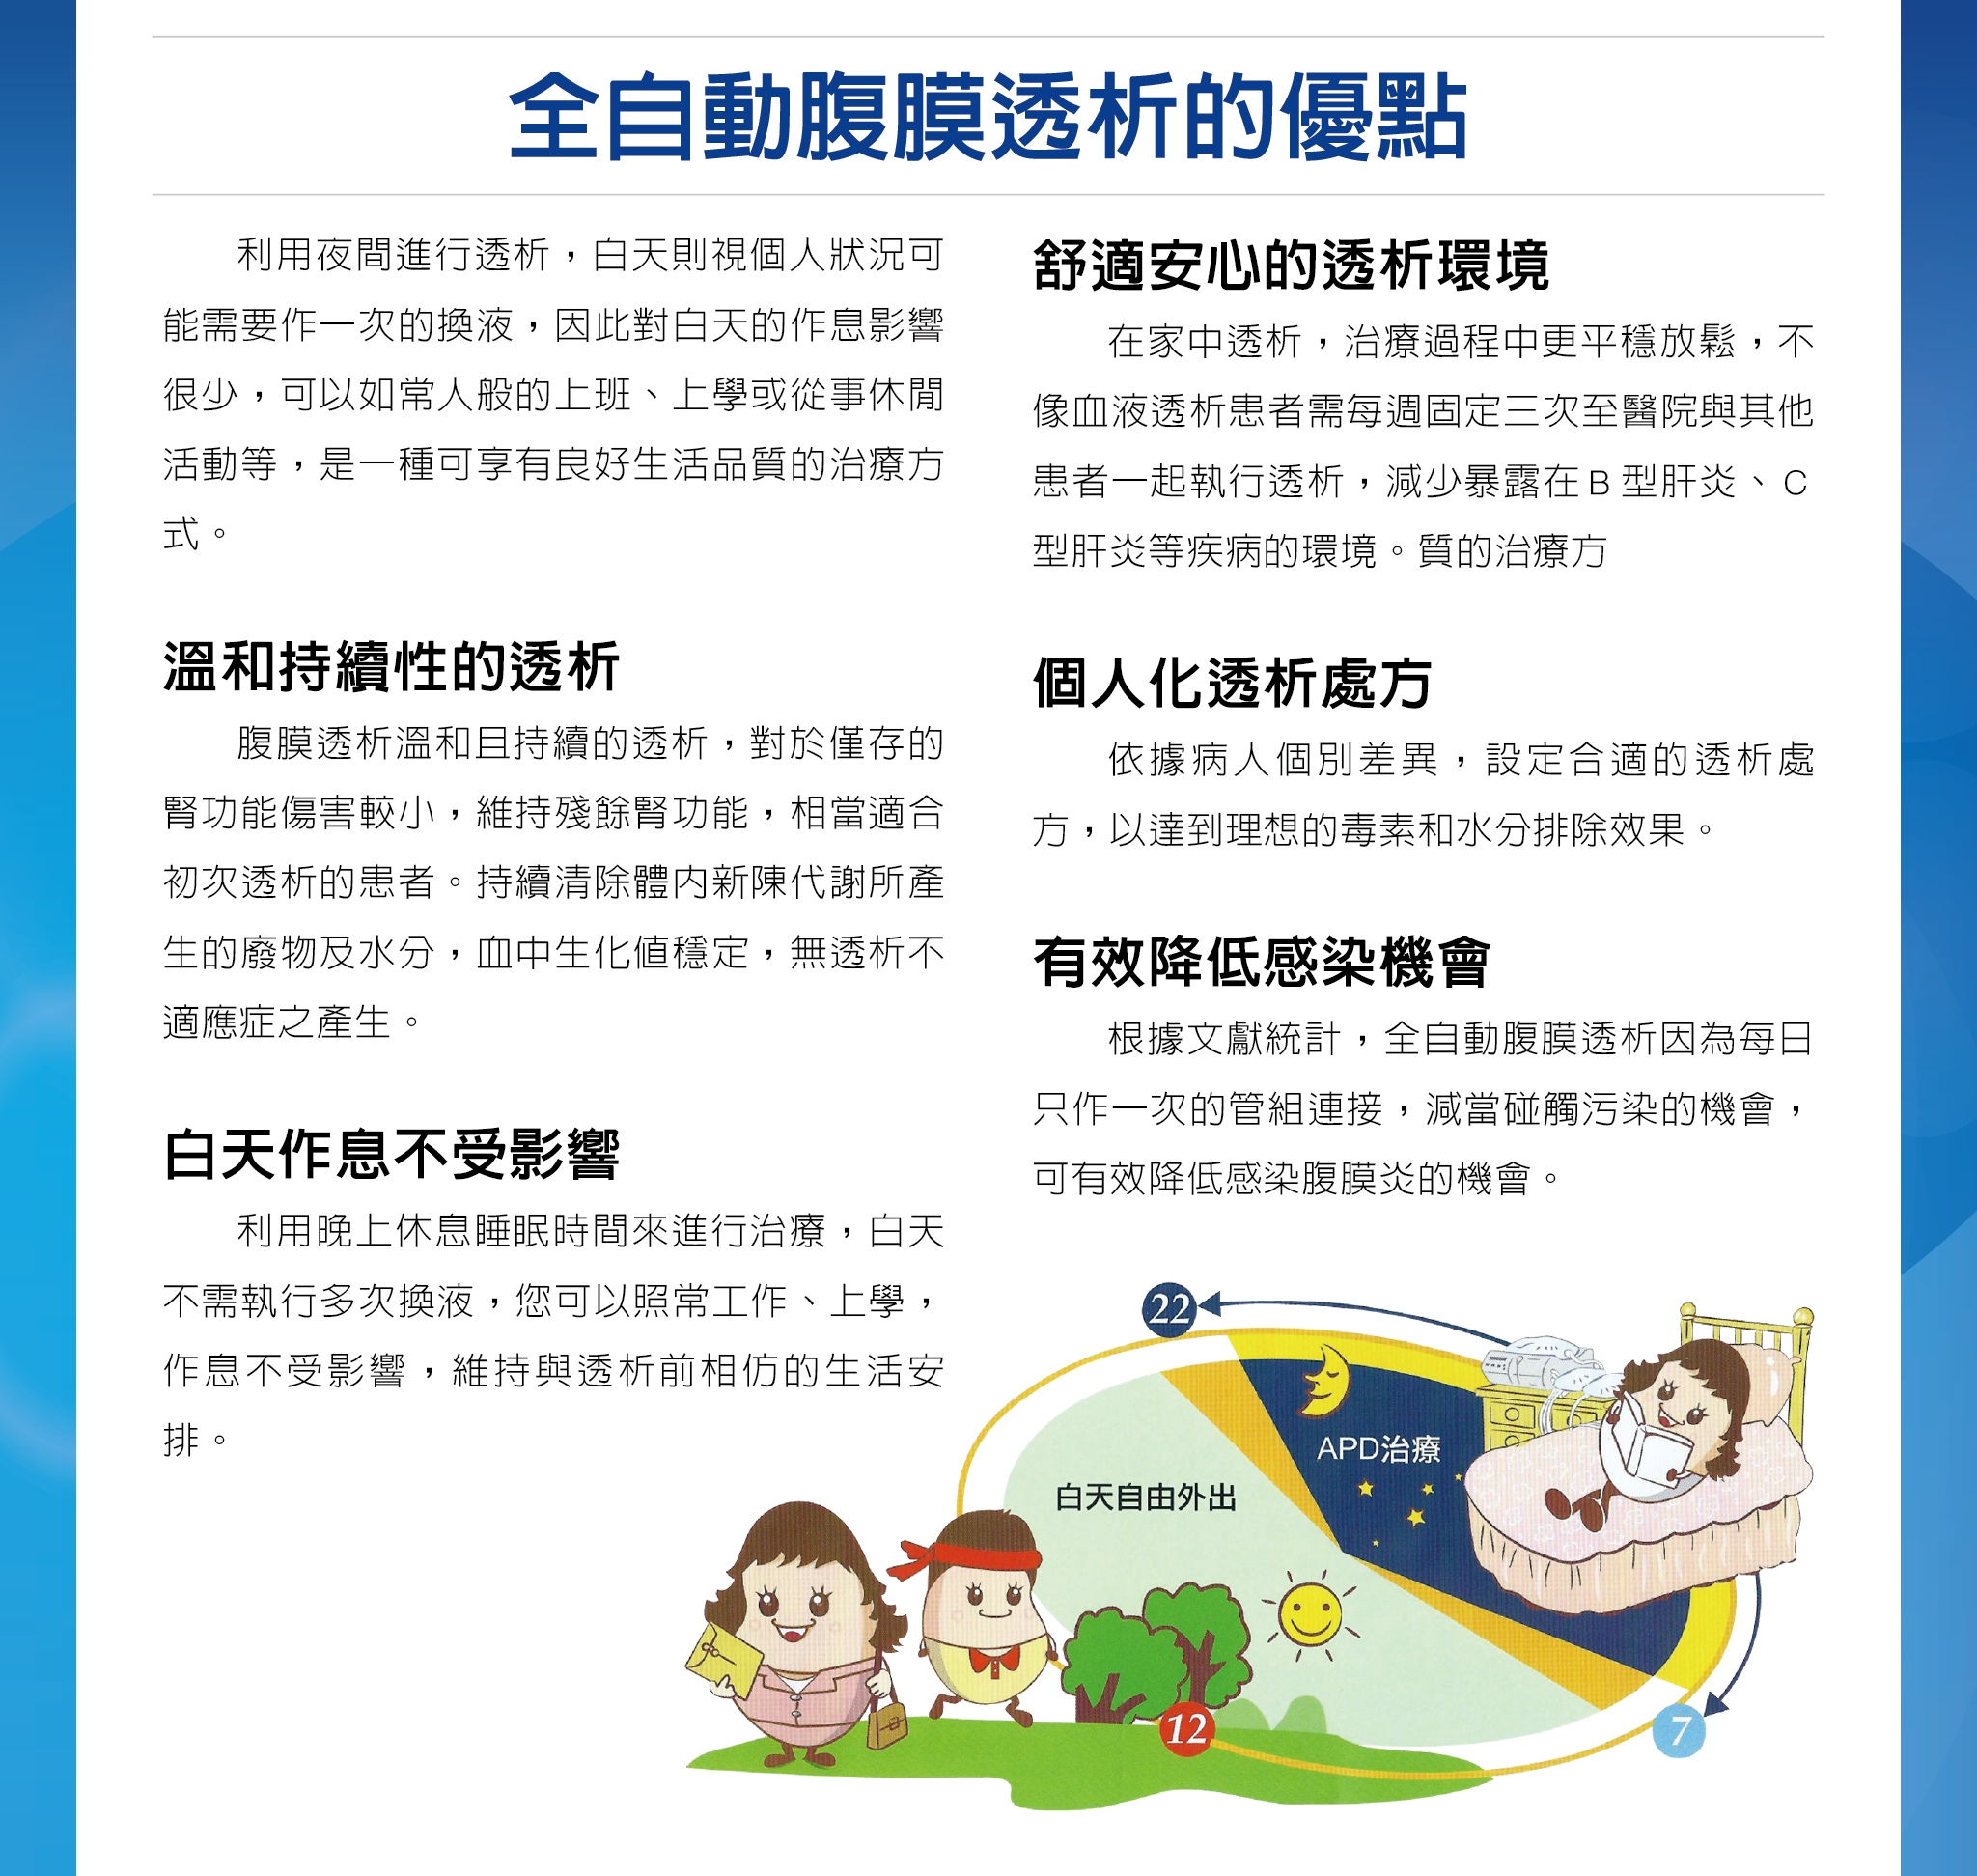 全自動腹膜透析的優點
利用夜間進行透析，白天則視個人狀況可
能需要作一次的換液，因此對白天的作息影響
很少，可以如常人般的上班、上學或從事休閒
活動等，是一種可享有良好生活品質的治療方
式。
溫和持續性的透析
腹膜透析溫和且持續的透析，對於僅存的
腎功能傷害較小，維持殘餘腎功能，相當適合
初次透析的患者。持續清除體內新陳代謝所產
生的廢物及水分，血中生化值穩定，無透析不
適應症之產生。
白天作息不受影響
利用晚上休息睡眠時間來進行治療，白天
不需執行多次換液，您可以照常工作、上學，
作息不受影響，維持與透析前相仿的生活安
排。
舒適安心的透析環境
在家中透析，治療過程中更平穩放鬆，不
像血液透析患者需每週固定三次至醫院與其他
患者一起執行透析，減少暴露在B型肝炎、C
型肝炎等疾病的環境。質的治療方
個人化透析處方
依據病人個別差異，設定合適的透析處
方，以達到理想的毒素和水分排除效果。
有效降低感染機會
根據文獻統計，全自動腹膜透析因為每日
只作一次的管組連接，減當碰觸污染的機會，
可有效降低感染腹膜炎的機會。
22
APD治療
白天自由外出
12
7